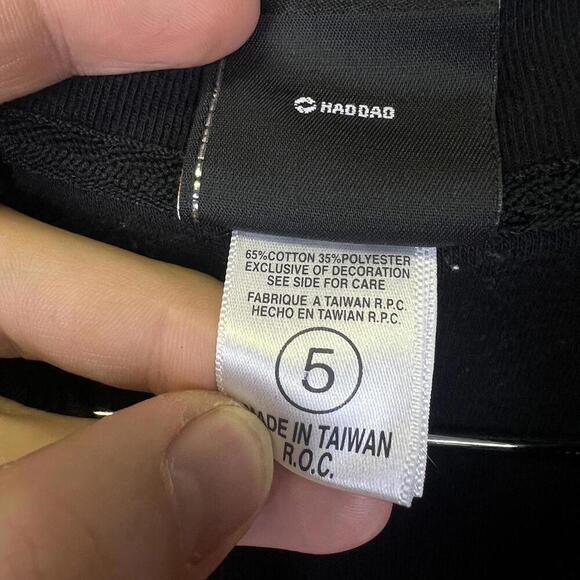 HADDAD
65%COTTON 35%POLYESTER
EXCLUSIVE OF DECORATION
SEE SIDE FOR CARE
FABRIQUE A TAIWAN R.P.C.
HECHO EN TAWIAN R.P.C.
5
MADE IN TAIWAN
R.O.C.